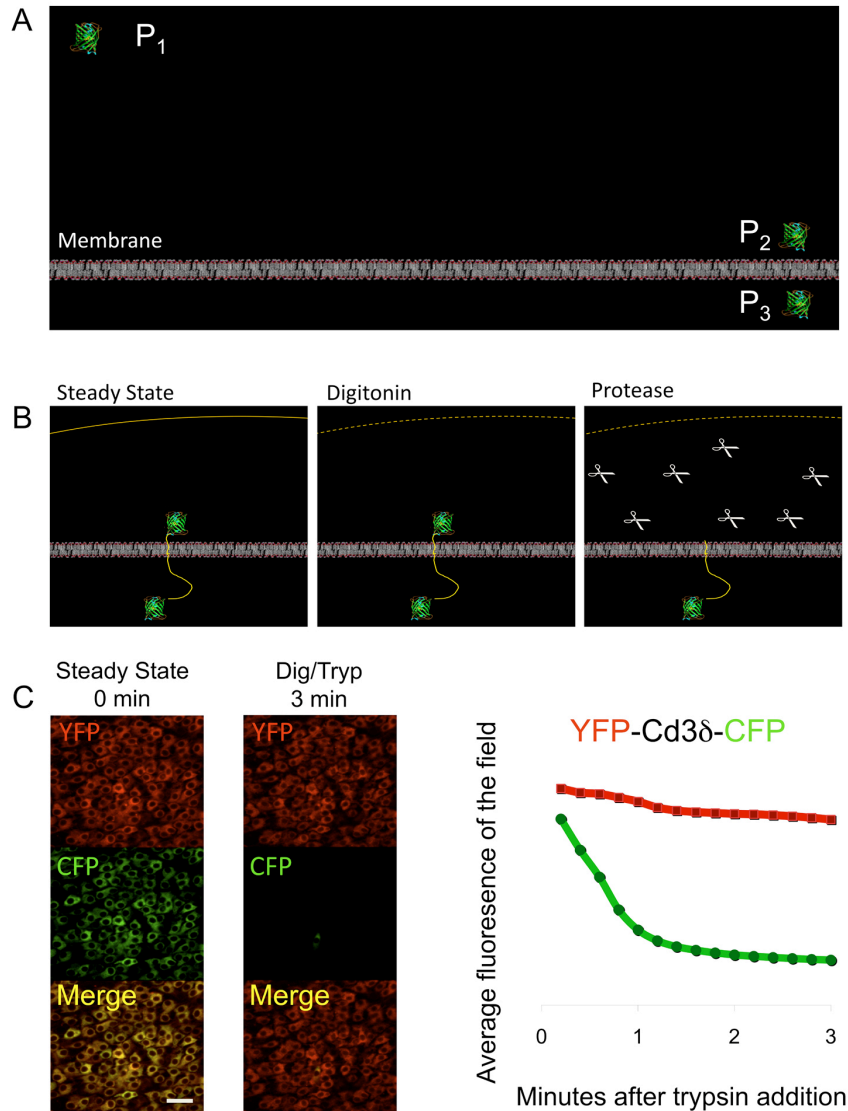 A
P₁
Membrane
P₂
P₃
B
Steady State
Digitonin
Protease
C
Steady State
0 min
Dig/Tryp
3 min
YFP
YFP
CFP
CFP
Merge
Merge
YFP-Cd3δ-CFP
Average fluoresence of the field
0
1
2
3
Minutes after trypsin addition